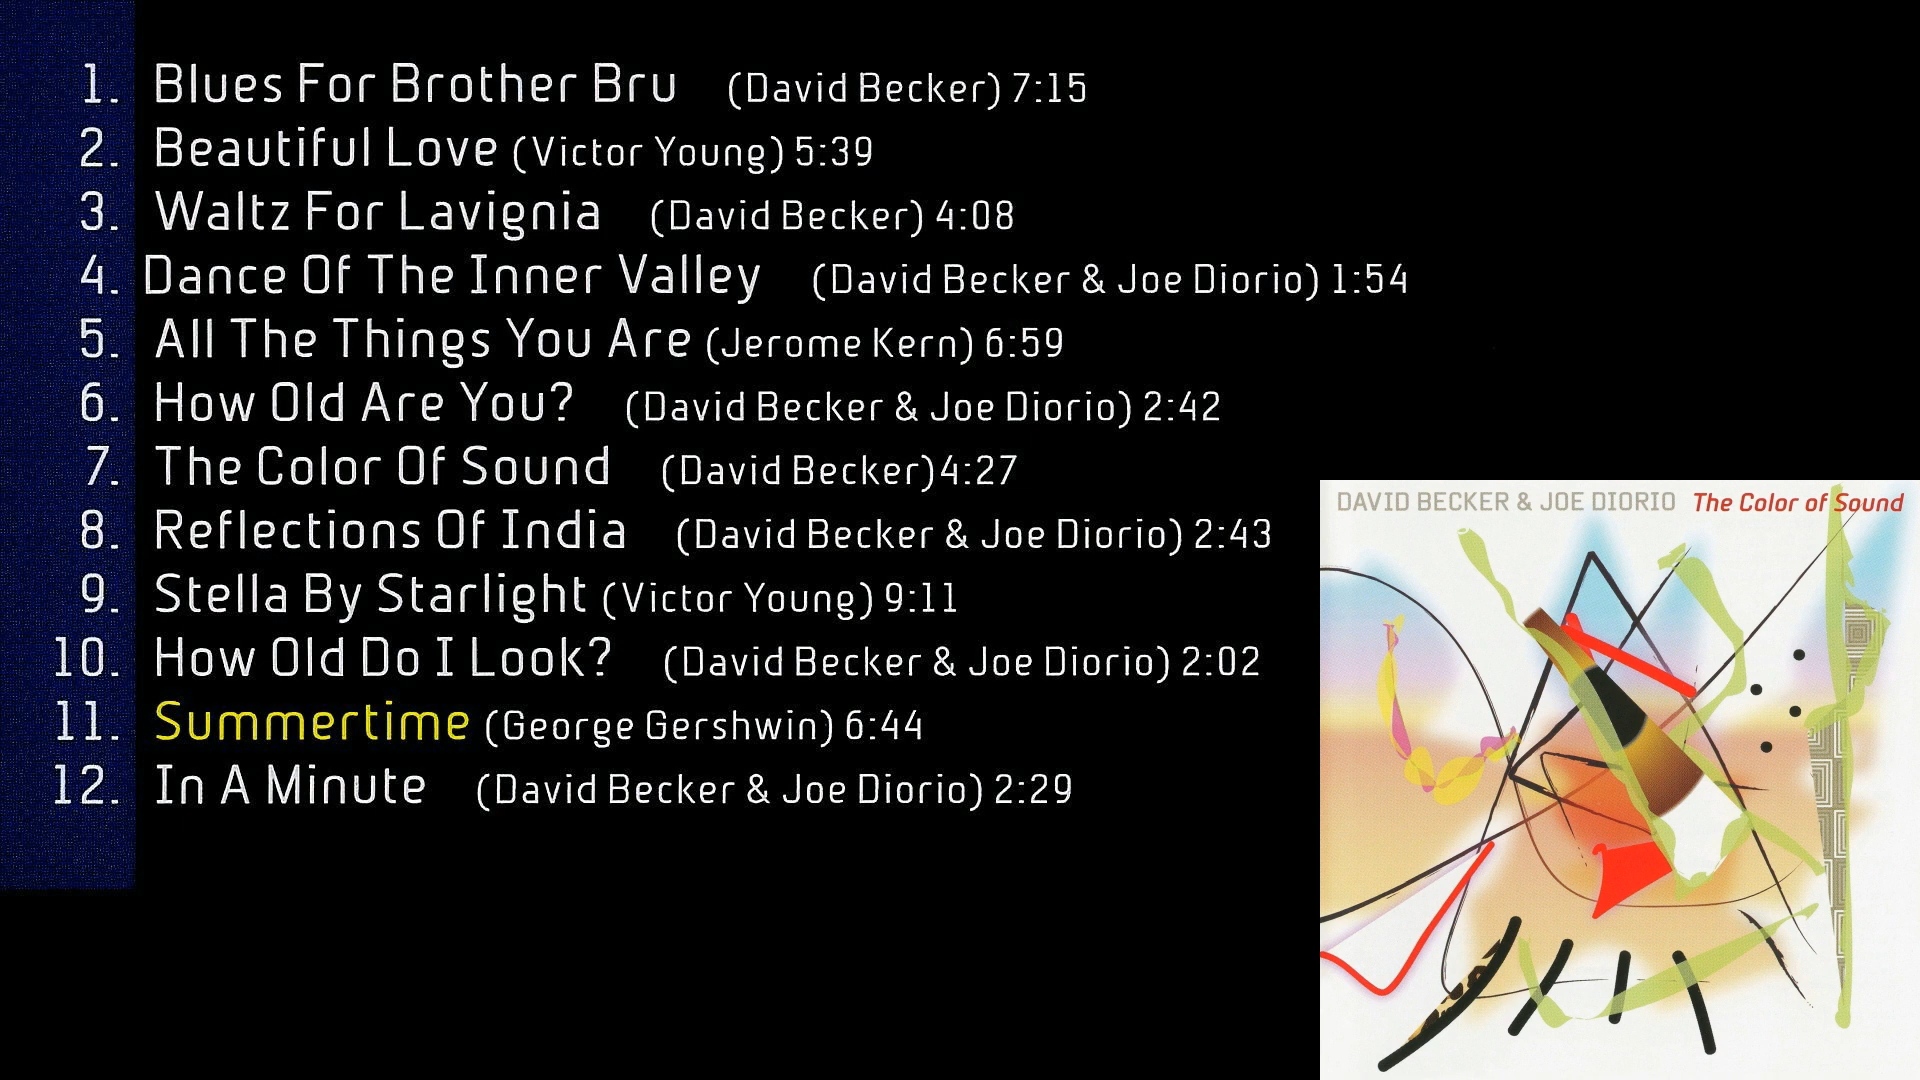 1. Blues For Brother Bru (David Becker) 7:15
2. Beautiful Love (Victor Young) 5:39
3. Waltz For Lavignia (David Becker) 4:08
4. Dance Of The Inner Valley (David Becker & Joe Diorio) 1:54
5. All The Things You Are (Jerome Kern) 6:59
6. How Old Are You? (David Becker & Joe Diorio) 2:42
7. The Color Of Sound (David Becker)4:27
8. Reflections Of India (David Becker & Joe Diorio) 2:43
9. Stella By Starlight (Victor Young) 9:11
10. How Old Do I Look? (David Becker & Joe Diorio) 2:02
11. Summertime (George Gershwin) 6:44
12. In A Minute (David Becker & Joe Diorio) 2:29
DAVID BECKER & JOE DIORIO The Color of Sound